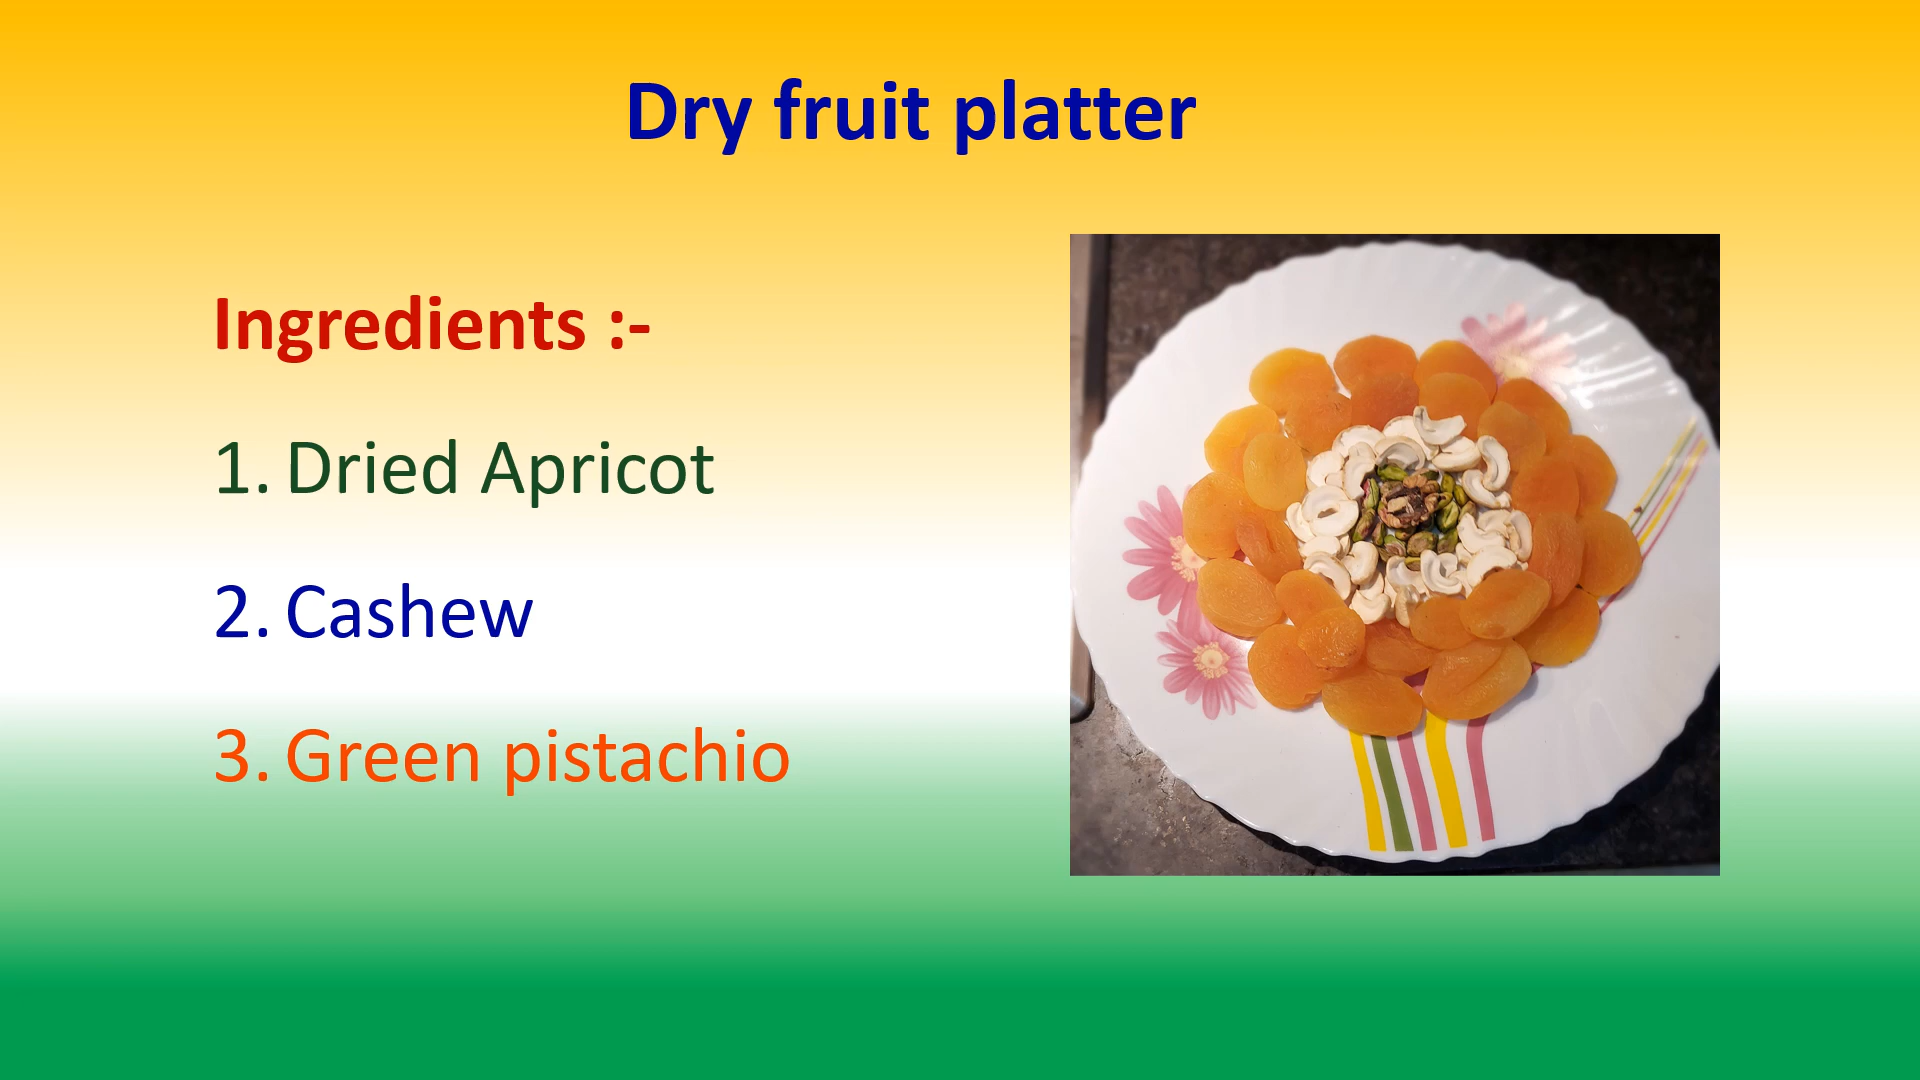 Dry fruit platter
Ingredients :-
1. Dried Apricot
2. Cashew
3. Green pistachio